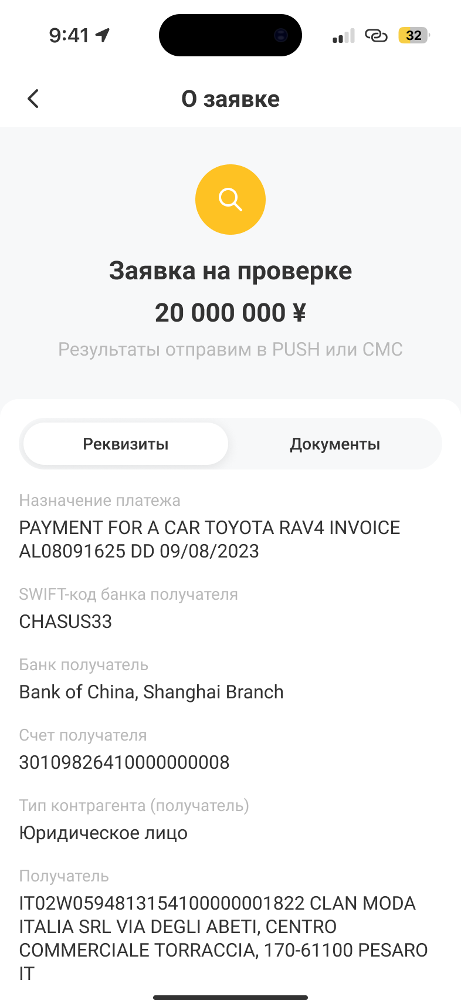 9:41
32
О заявке
Заявка на проверке
20 000 000 ¥
Результаты отправим в PUSH или СМС
Реквизиты
Документы
Назначение платежа
PAYMENT FOR A CAR TOYOTA RAV4 INVOICE
AL08091625 DD 09/08/2023
SWIFT-код банка получателя
CHASUS33
Банк получатель
Bank of China, Shanghai Branch
Счет получателя
30109826410000000008
Тип контрагента (получатель)
Юридическое лицо
Получатель
IT02W0594813154100000001822 CLAN MODA
ITALIA SRL VIA DEGLI ABETI, CENTRO
COMMERCIALE TORRACCIA, 170-61100 PESARO
IT